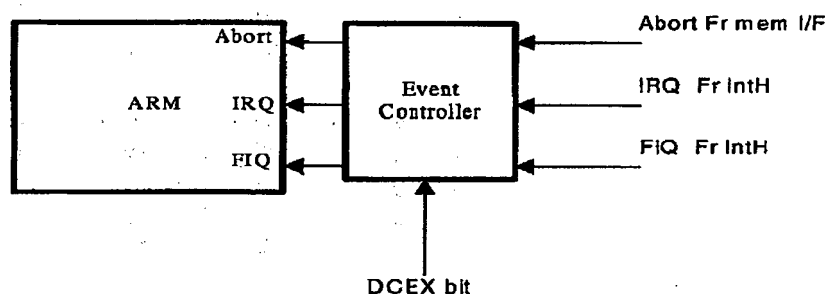 Abort
ARM
IRQ
FIQ
Event
Controller
Abort Fr mem I/F
IRQ Fr IntH
FIQ Fr IntH
DCEX bit